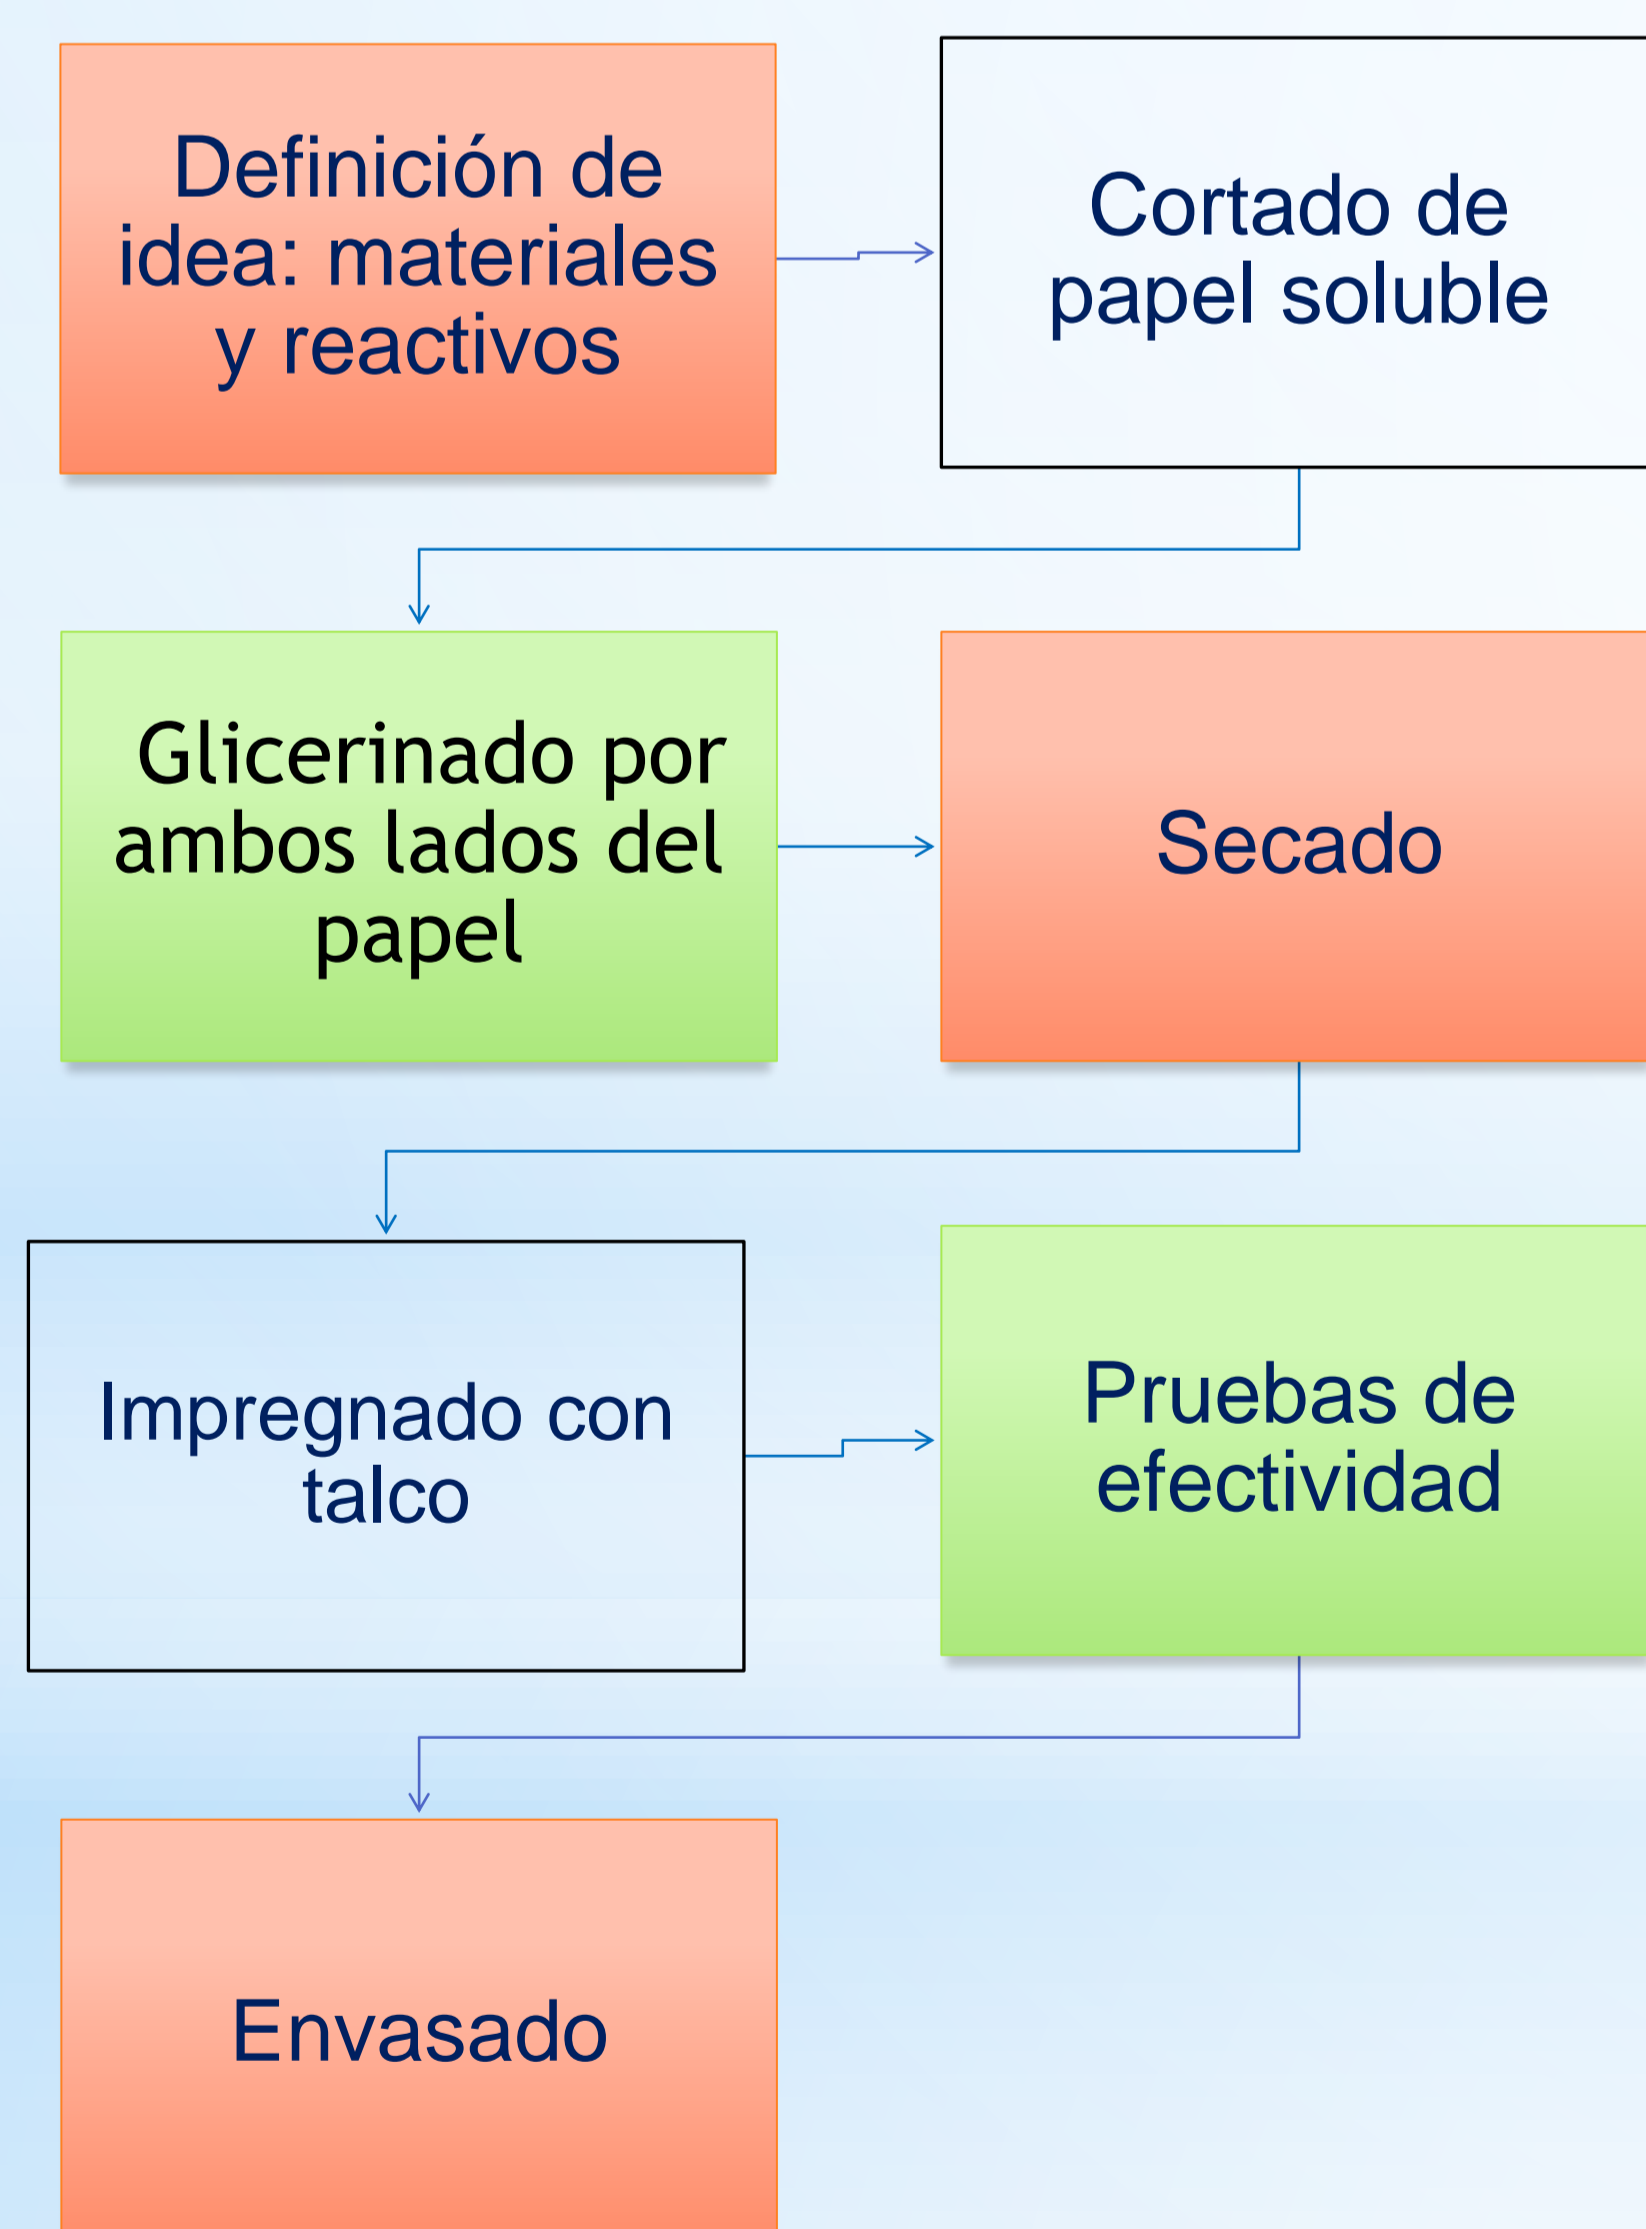 Definición de
idea: materiales
y reactivos
Cortado de
papel soluble
Glicerinado por
ambos lados del
papel
Secado
Impregnado con
talco
Pruebas de
efectividad
Envasado